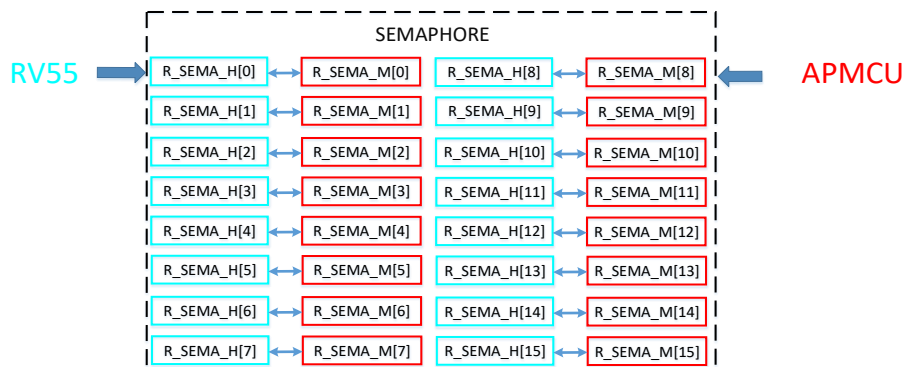 SEMAPHORE
RV55 R_SEMA_H[0] R_SEMA_M[0] R_SEMA_H[8] R_SEMA_M[8] APMCU
R_SEMA_H[1] R_SEMA_M[1] R_SEMA_H[9] R_SEMA_M[9]
R_SEMA_H[2] R_SEMA_M[2] R_SEMA_H[10] R_SEMA_M[10]
R_SEMA_H[3] R_SEMA_M[3] R_SEMA_H[11] R_SEMA_M[11]
R_SEMA_H[4] R_SEMA_M[4] R_SEMA_H[12] R_SEMA_M[12]
R_SEMA_H[5] R_SEMA_M[5] R_SEMA_H[13] R_SEMA_M[13]
R_SEMA_H[6] R_SEMA_M[6] R_SEMA_H[14] R_SEMA_M[14]
R_SEMA_H[7] R_SEMA_M[7] R_SEMA_H[15] R_SEMA_M[15]